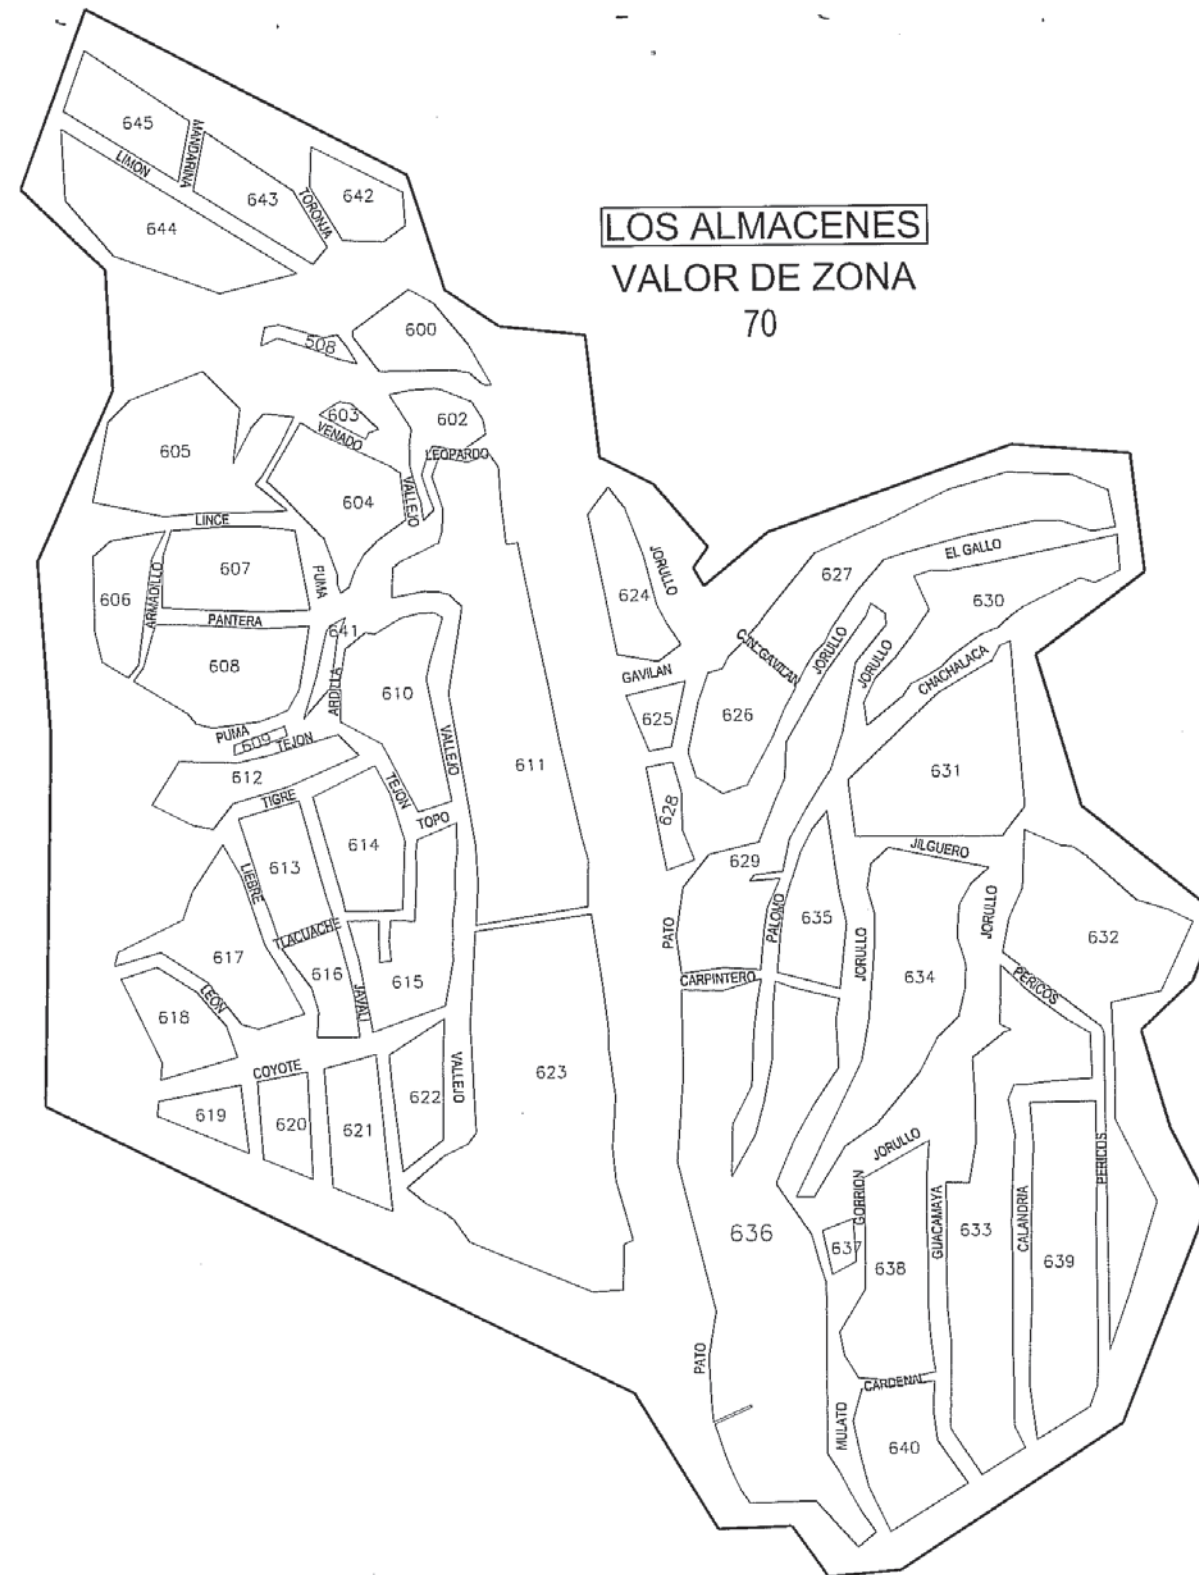 LOS ALMACENES
VALOR DE ZONA
70
645
MANDARINA
LIMON
643
TORONJA
642
644
600
508
603
VENADO
602
LEOPARDO
605
604
VALLEJO
LINCE
607
PUMA
606
ARMADILLO
PANTERA
608
641
ARDILLA
610
PUMA
609
TEJON
612
TIGRE
TEJON
VALLEJO
TOPO
611
614
613
LIEBRE
TLACUACHE
617
616
JAVALI
615
LEON
618
COYOTE
619
620
621
622
VALLEJO
623
624
JORULLO
GAVILAN
625
626
CJN. GAVILAN
627
JORULLO
JORULLO
EL GALLO
630
CHACHALACA
631
628
629
JILGUERO
PATO
PALOMO
635
JORULLO
634
JORULLO
632
PERICOS
CARPINTERO
636
JORULLO
GORRION
637
638
GUACAMAYA
633
CALANDRIA
639
PERICOS
PATO
CARDENAL
MULATO
640